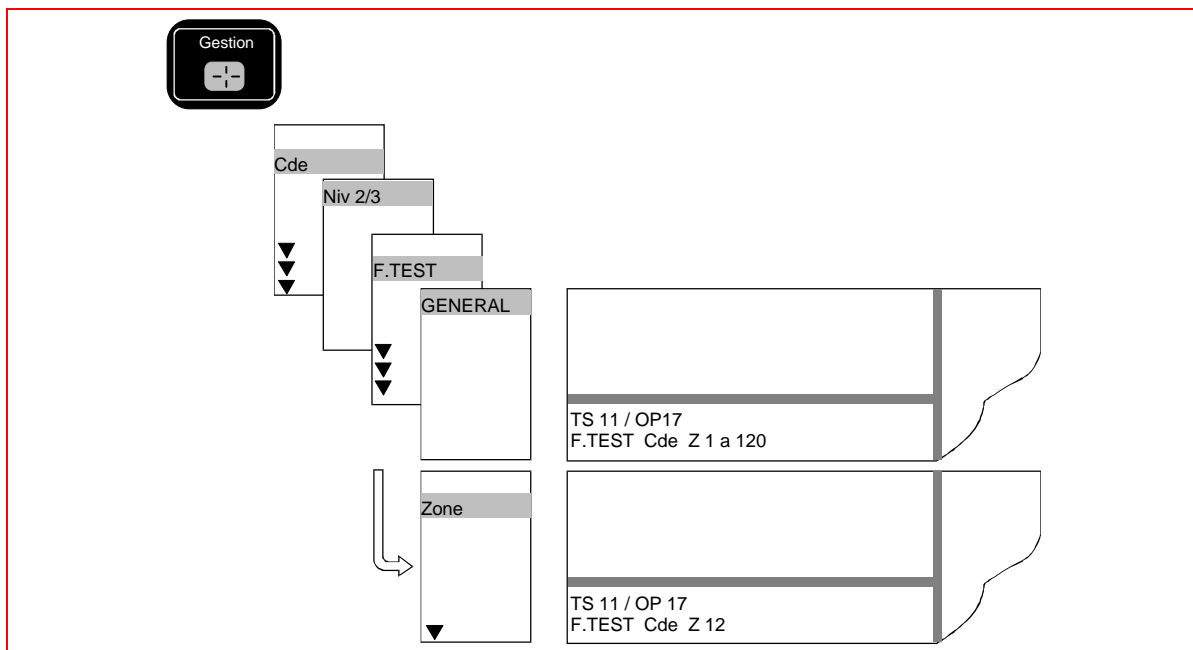 Gestion
Cde
Niv 2/3
F.TEST
GENERAL
TS 11 / OP17
F.TEST Cde Z 1 a 120
Zone
TS 11 / OP 17
F.TEST Cde Z 12